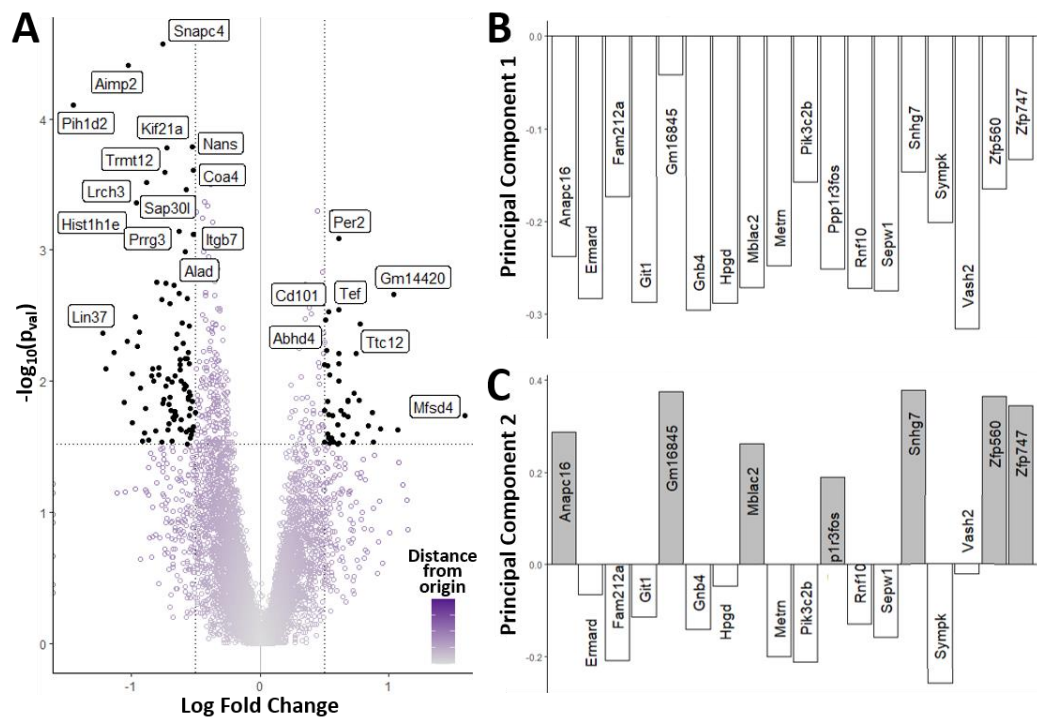 A
Snapc4
Aimp2
Pih1d2
Kif21a
Nans
Trmt12
Coa4
Lrch3
Sap30l
Hist1h1e
Prrg3
Itgb7
Per2
Alad
Gm14420
Cd101
Tef
Lin37
Abhd4
Ttc12
Mfsd4
4
3
2
1
0
-log10(pval)
Distance
from
origin
-1
0
1
Log Fold Change
B
Principal Component 1
0.0
-0.1
-0.2
-0.3
Anapc16
Ermard
Fam212a
Git1
Gm16845
Gnb4
Hpgd
Mblac2
Metrn
Pik3c2b
Ppp1r3fos
Rnf10
Sepw1
Snhg7
Sympk
Vash2
Zfp560
Zfp747
C
Principal Component 2
0.4
0.2
0.0
-0.2
Anapc16
Ermard
Fam212a
Git1
Gm16845
Gnb4
Hpgd
Mblac2
Metrn
Pik3c2b
p1r3fos
Rnf10
Sepw1
Snhg7
Sympk
Vash2
Zfp560
Zfp747